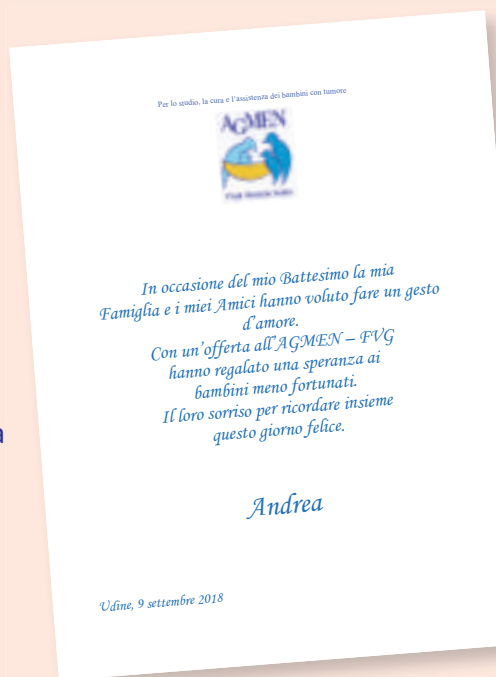 Per lo studio, la cura e l'assistenza dei bambini con tumore
AGMEN
In occasione del mio Battesimo la mia
Famiglia e i miei Amici hanno voluto fare un gesto
d'amore.
Con un'offerta all'AGMEN – FVG
hanno regalato una speranza ai
bambini meno fortunati.
Il loro sorriso per ricordare insieme
questo giorno felice.
a
Andrea
Udine, 9 settembre 2018